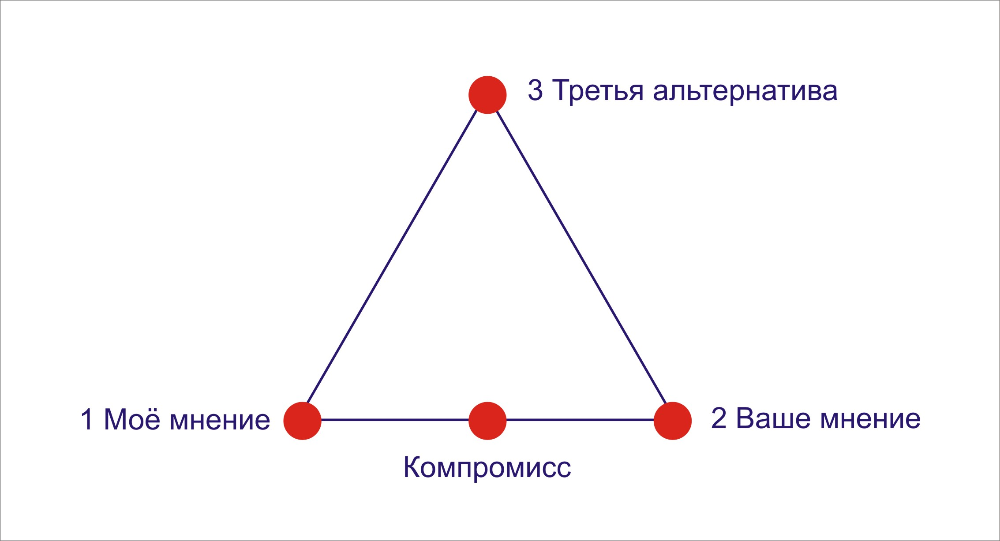 3 Третья альтернатива
1 Моё мнение
2 Ваше мнение
Компромисс